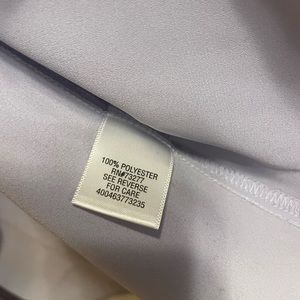 100% POLYESTER
RN#73277
SEE REVERSE
FOR CARE
400463773235